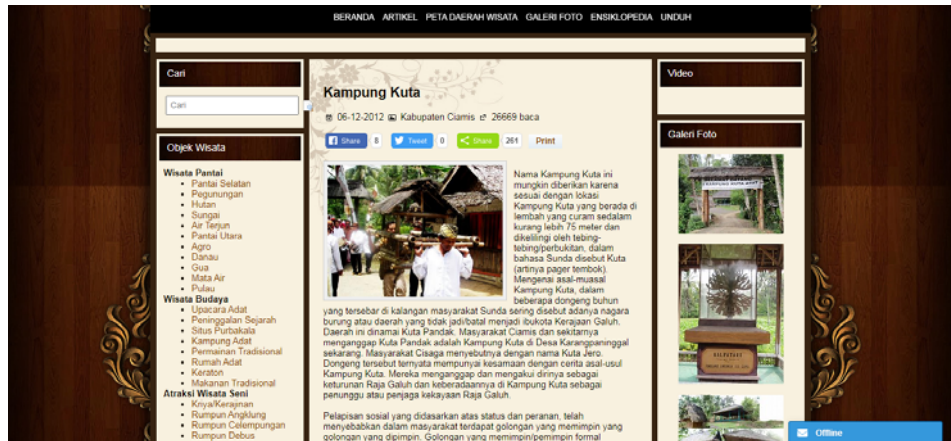 BERANDA ARTIKEL PETA DAERAH WISATA GALERI FOTO ENSIKLOPEDIA UNDUH
Cari
Cari
Objek Wisata
Wisata Pantai
Pantai Selatan
Pegunungan
Hutan
Sungai
Air Terjun
Pantai Utara
Agro
Danau
Gua
Mata Air
Pulau
Wisata Budaya
Upacara Adat
Peninggalan Sejarah
Situs Purbakala
Kampung Adat
Permainan Tradisional
Rumah Adat
Keraton
Makanan Tradisional
Atraksi Wisata Seni
Kriya/Kerajinan
Rumpun Angklung
Rumpun Celempungan
Rumpun Debus
Kampung Kuta
06-12-2012 Kabupaten Ciamis 26669 baca
Share 8 Tweet 0 Share 261 Print
Nama Kampung Kuta ini
mungkin diberikan karena
sesuai dengan lokasi
Kampung Kuta yang berada di
lembah yang curam sedalam
kurang lebih 75 meter dan
dikelilingi oleh tebing-
tebing/perbukitan, dalam
bahasa Sunda disebut Kuta
(artinya pager tembok).
Mengenai asal-muasal
Kampung Kuta, dalam
beberapa dongeng buhun
yang tersebar di kalangan masyarakat Sunda sering disebut adanya nagara
burung atau daerah yang tidak jadi/batal menjadi ibukota Kerajaan Galuh.
Daerah ini dinamai Kuta Pandak. Masyarakat Ciamis dan sekitarnya
menganggap Kuta Pandak adalah Kampung Kuta di Desa Karangpaninggal
sekarang. Masyarakat Cisaga menyebutnya dengan nama Kuta Jero.
Dongeng tersebut ternyata mempunyai kesamaan dengan cerita asal-usul
Kampung Kuta. Mereka menganggap dan mengakui dirinya sebagai
keturunan Raja Galuh dan keberadaannya di Kampung Kuta sebagai
penunggu atau penjaga kekayaan Raja Galuh.
Pelapisan sosial yang didasarkan atas status dan peranan, telah
menyebabkan dalam masyarakat terdapat golongan yang memimpin yang
golongan yang dipimpin. Golongan yang memimpin/pemimpin formal
Video
Galeri Foto
KAMPUNG KUTA
KALPATARU
Offline